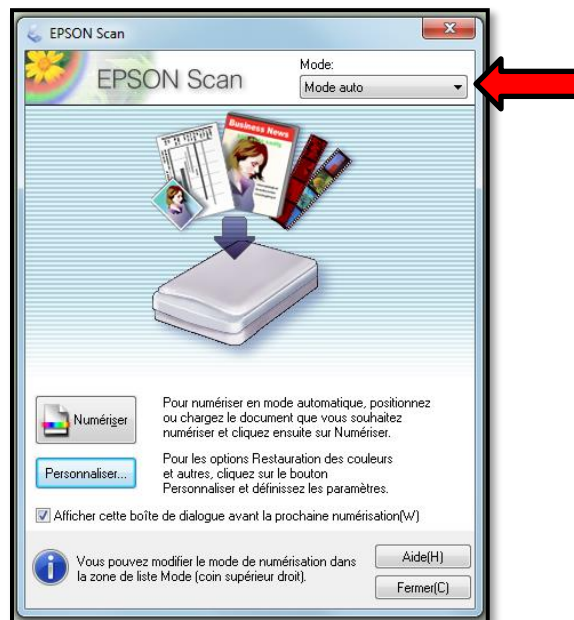 EPSON Scan
EPSON Scan
Mode:
Mode auto
Business News
Numériser
Pour numériser en mode automatique, positionnez
ou chargez le document que vous souhaitez
numériser et cliquez ensuite sur Numériser.
Personnaliser...
Pour les options Restauration des couleurs
et autres, cliquez sur le bouton
Personnaliser et définissez les paramètres.
Afficher cette boîte de dialogue avant la prochaine numérisation(W)
Vous pouvez modifier le mode de numérisation dans
la zone de liste Mode (coin supérieur droit).
Aide(H)
Fermer(C)